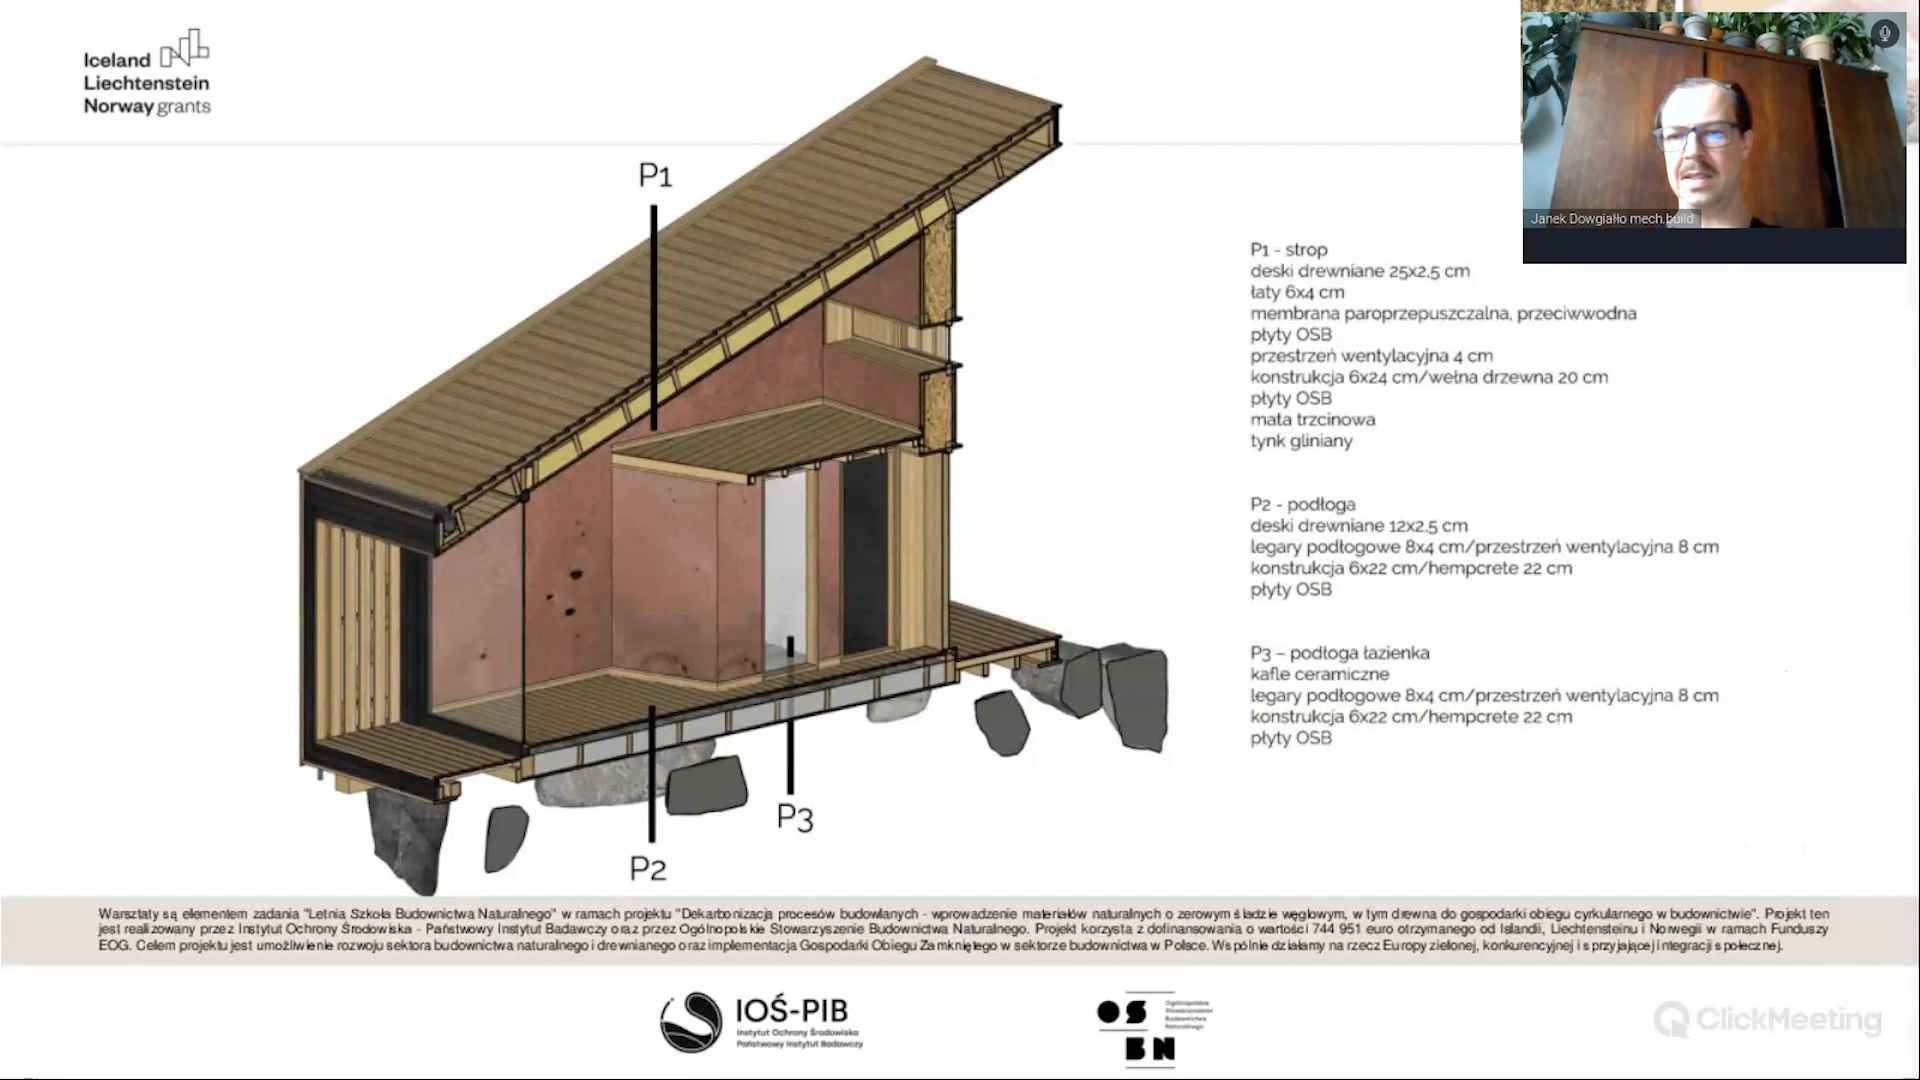 Iceland
Liechtenstein
Norway grants
Janek Dowgiałło mech.build
P1
P2
P3
P1 - strop
deski drewniane 25x2,5 cm
łaty 6x4 cm
membrana paroprzepuszczalna, przeciwwodna
płyty OSB
przestrzeń wentylacyjna 4 cm
konstrukcja 6x24 cm/wełna drzewna 20 cm
płyty OSB
mata trzcinowa
tynk gliniany
P2 - podłoga
deski drewniane 12x2,5 cm
legary podłogowe 8x4 cm/przestrzeń wentylacyjna 8 cm
konstrukcja 6x22 cm/hempcrete 22 cm
płyty OSB
P3 – podłoga łazienka
kafle ceramiczne
legary podłogowe 8x4 cm/przestrzeń wentylacyjna 8 cm
konstrukcja 6x22 cm/hempcrete 22 cm
płyty OSB
Warsztaty są elementem zadania "Letnia Szkoła Budownictwa Naturalnego" w ramach projektu "Dekarbonizacja procesów budowlanych - wprowadzenie materiałów naturalnych o zerowym śladzie węglowym, w tym drewna do gospodarki obiegu cyrkularnego w budownictwie". Projekt ten
jest realizowany przez Instytut Ochrony Środowiska - Państwowy Instytut Badawczy oraz przez Ogólnopolskie Stowarzyszenie Budownictwa Naturalnego. Projekt korzysta z dofinansowania o wartości 744 951 euro otrzymanego od Islandii, Liechtensteinu i Norwegii w ramach Funduszy
EOG. Celem projektu jest umożliwienie rozwoju sektora budownictwa naturalnego i drewnianego oraz implementacja Gospodarki Obiegu Zamkniętego w sektorze budownictwa w Polsce. Wspólnie działamy na rzecz Europy zielonej, konkurencyjnej i sprzyjającej integracji społecznej.
IOŚ-PIB
Instytut Ochrony Środowiska
Państwowy Instytut Badawczy
OS
BN
Ogólnopolskie
Stowarzyszenie
Budownictwa
Naturalnego
ClickMeeting